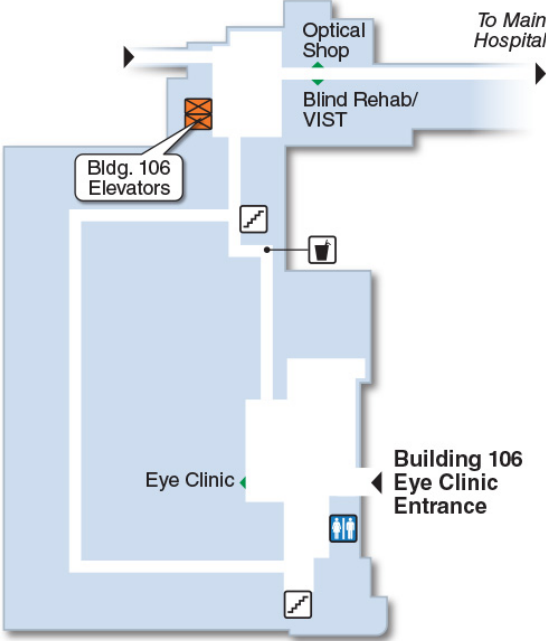 Optical
Shop
To Main
Hospital
Blind Rehab/
VIST
Bldg. 106
Elevators
Eye Clinic
Building 106
Eye Clinic
Entrance